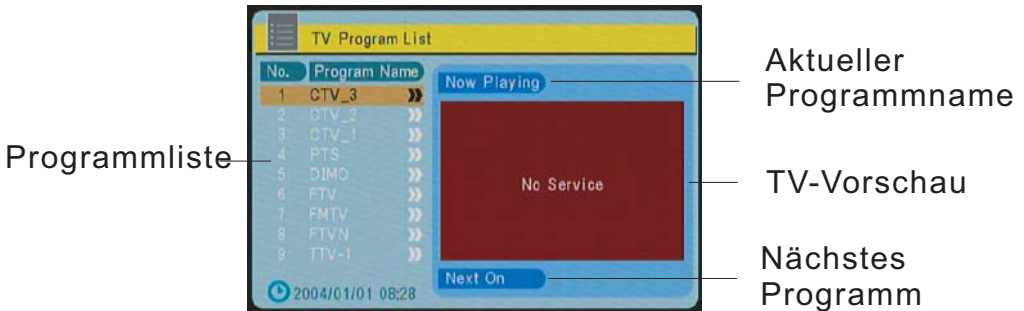 TV Program List
No. Program Name
1 CTV_3
2 CTV_2
3 CTV_1
4 PTS
5 DIMO
6 FTV
7 FMTV
8 FTVN
9 TTV-1
2004/01/01 08:28
Now Playing
No Service
Next On
Programmliste
Aktueller
Programmname
TV-Vorschau
Nächstes
Programm